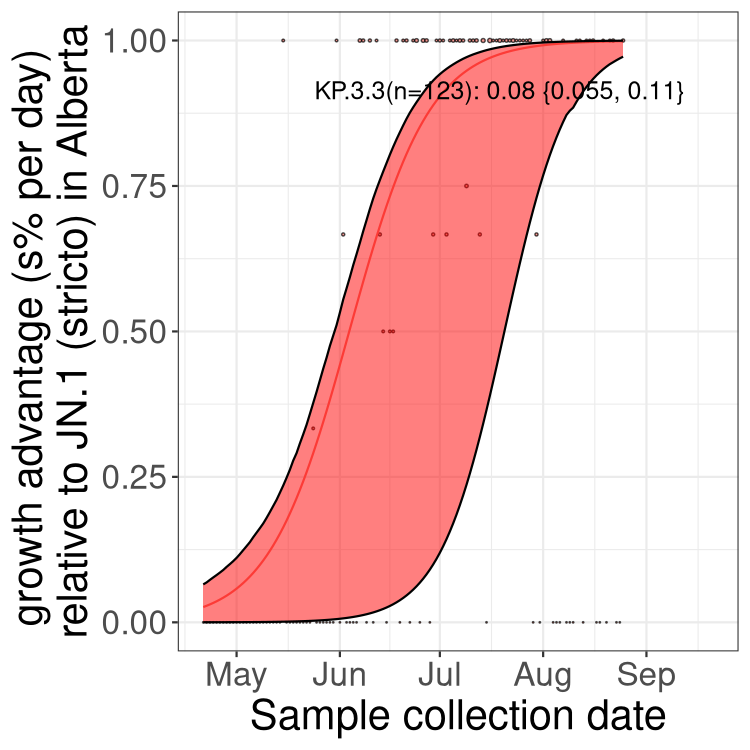 growth advantage (s% per day)
relative to JN.1 (stricto) in Alberta
1.00
0.75
0.50
0.25
0.00
KP.3.3(n=123): 0.08 {0.055, 0.11}
May Jun Jul Aug Sep
Sample collection date